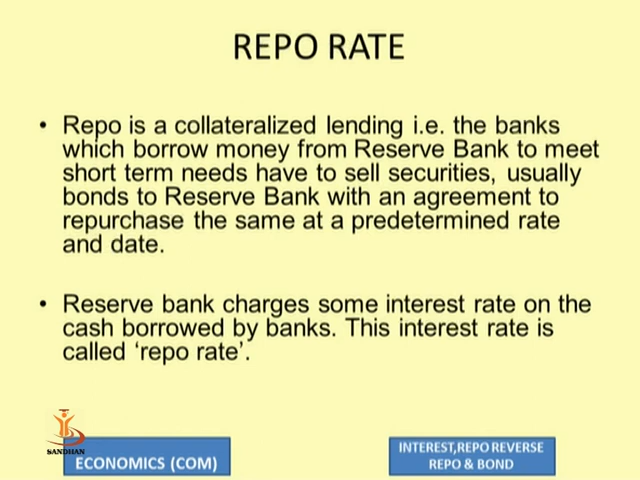 REPO RATE
• Repo is a collateralized lending i.e. the banks
which borrow money from Reserve Bank to meet
short term needs have to sell securities, usually
bonds to Reserve Bank with an agreement to
repurchase the same at a predetermined rate
and date.
• Reserve bank charges some interest rate on the
cash borrowed by banks. This interest rate is
called ‘repo rate’.
SANDHAN
ECONOMICS (COM)
INTEREST,REPO REVERSE
REPO & BOND